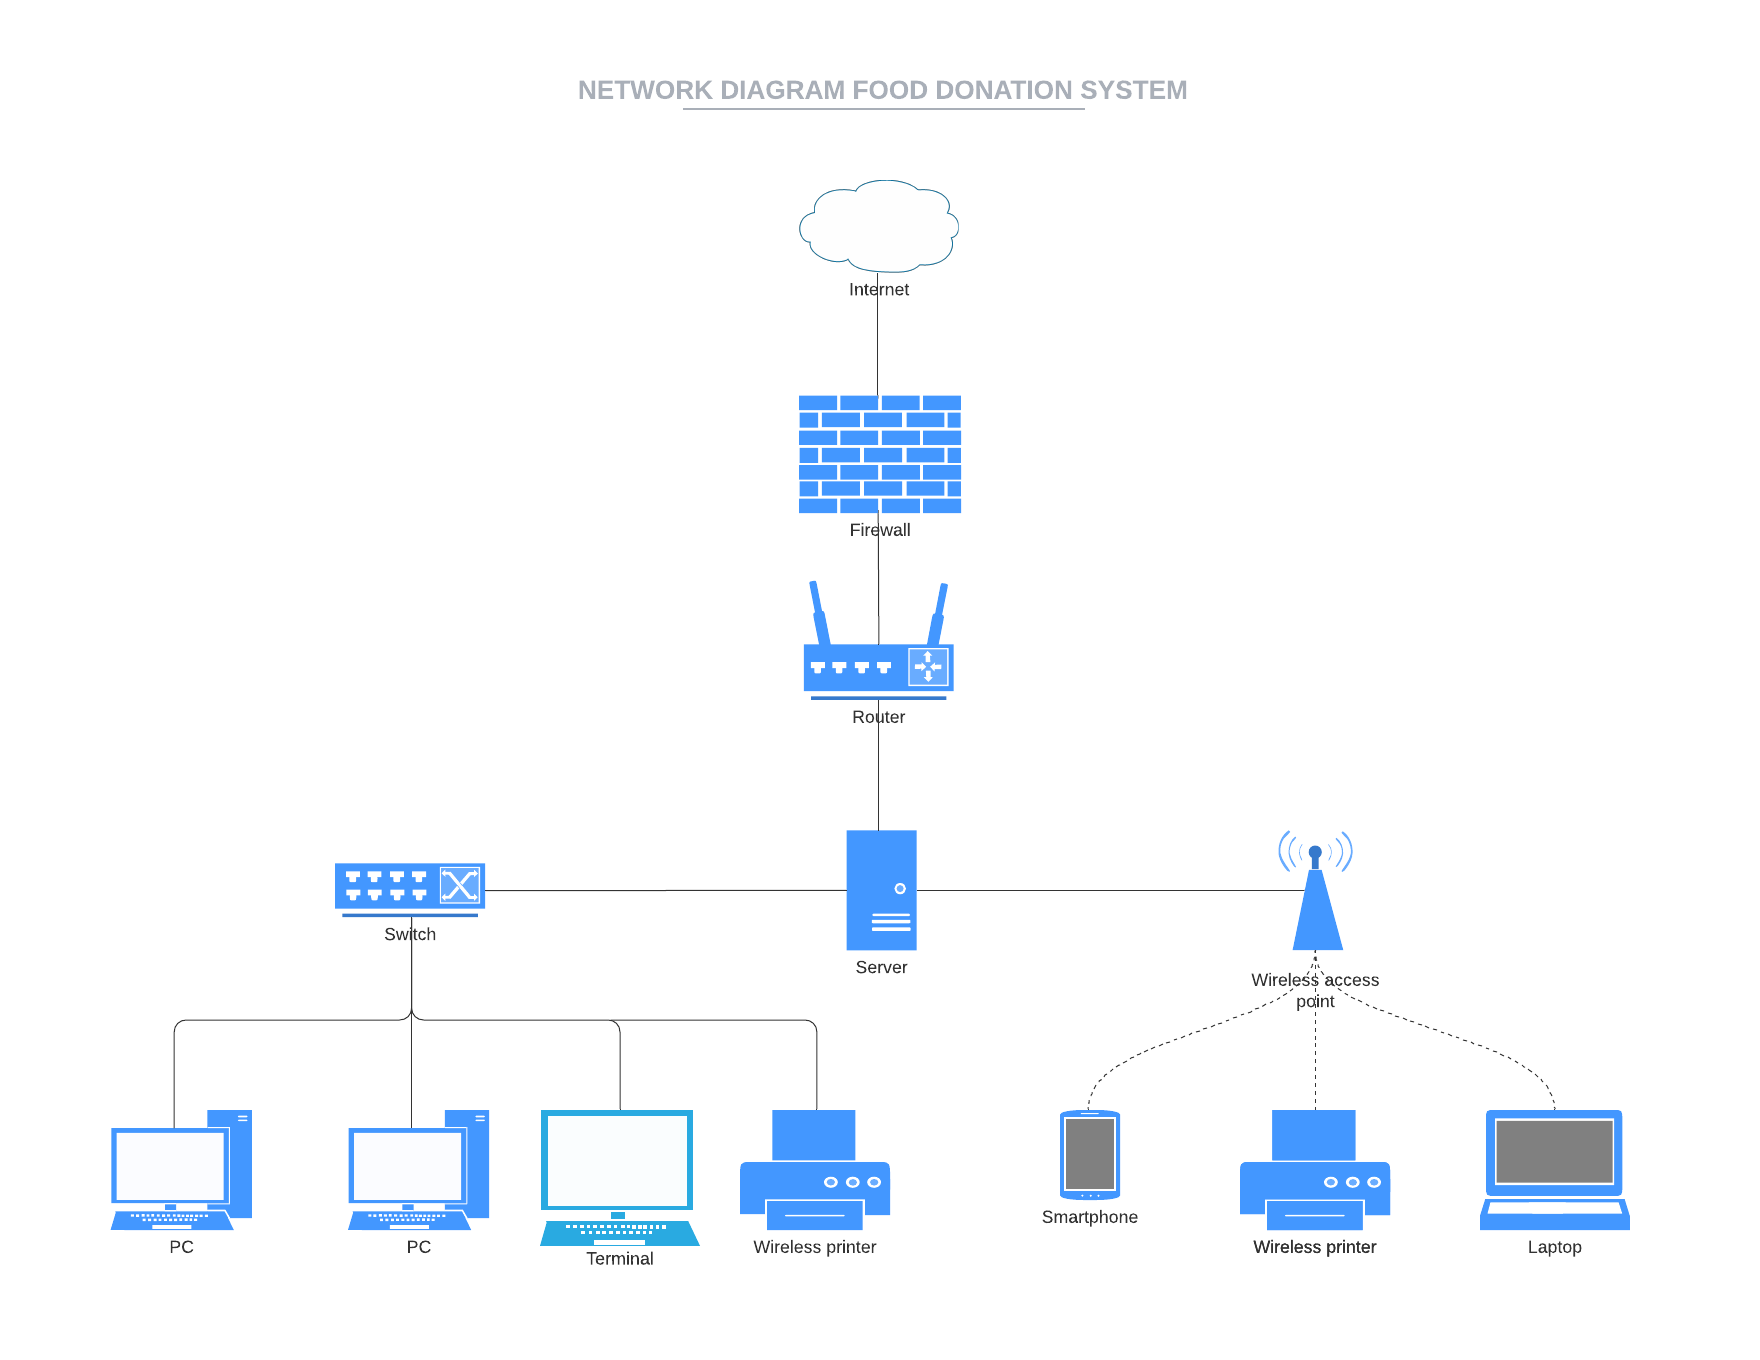 NETWORK DIAGRAM FOOD DONATION SYSTEM
Internet
Firewall
Router
Switch
Server
Wireless access
point
PC
PC
Terminal
Wireless printer
Smartphone
Wireless printer
Laptop